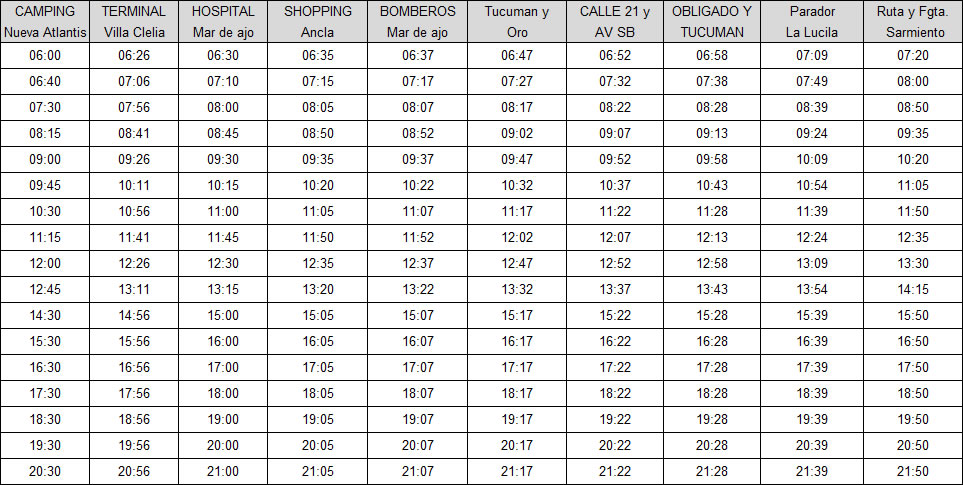 CAMPING TERMINAL HOSPITAL SHOPPING BOMBEROS Tucuman y CALLE 21 y OBLIGADO Y Parador Ruta y Fgta.
Nueva Atlantis Villa Clelia Mar de ajo Ancla Mar de ajo Oro AV SB TUCUMAN La Lucila Sarmiento
06:00 06:26 06:30 06:35 06:37 06:47 06:52 06:58 07:09 07:20
06:40 07:06 07:10 07:15 07:17 07:27 07:32 07:38 07:49 08:00
07:30 07:56 08:00 08:05 08:07 08:17 08:22 08:28 08:39 08:50
08:15 08:41 08:45 08:50 08:52 09:02 09:07 09:13 09:24 09:35
09:00 09:26 09:30 09:35 09:37 09:47 09:52 09:58 10:09 10:20
09:45 10:11 10:15 10:20 10:22 10:32 10:37 10:43 10:54 11:05
10:30 10:56 11:00 11:05 11:07 11:17 11:22 11:28 11:39 11:50
11:15 11:41 11:45 11:50 11:52 12:02 12:07 12:13 12:24 12:35
12:00 12:26 12:30 12:35 12:37 12:47 12:52 12:58 13:09 13:30
12:45 13:11 13:15 13:20 13:22 13:32 13:37 13:43 13:54 14:15
14:30 14:56 15:00 15:05 15:07 15:17 15:22 15:28 15:39 15:50
15:30 15:56 16:00 16:05 16:07 16:17 16:22 16:28 16:39 16:50
16:30 16:56 17:00 17:05 17:07 17:17 17:22 17:28 17:39 17:50
17:30 17:56 18:00 18:05 18:07 18:17 18:22 18:28 18:39 18:50
18:30 18:56 19:00 19:05 19:07 19:17 19:22 19:28 19:39 19:50
19:30 19:56 20:00 20:05 20:07 20:17 20:22 20:28 20:39 20:50
20:30 20:56 21:00 21:05 21:07 21:17 21:22 21:28 21:39 21:50